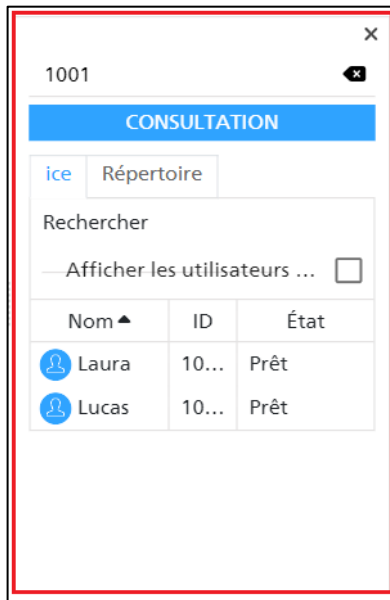 1001
CONSULTATION
ice Répertoire
Rechercher
Afficher les utilisateurs ...
Nom ID État
Laura 10... Prêt
Lucas 10... Prêt